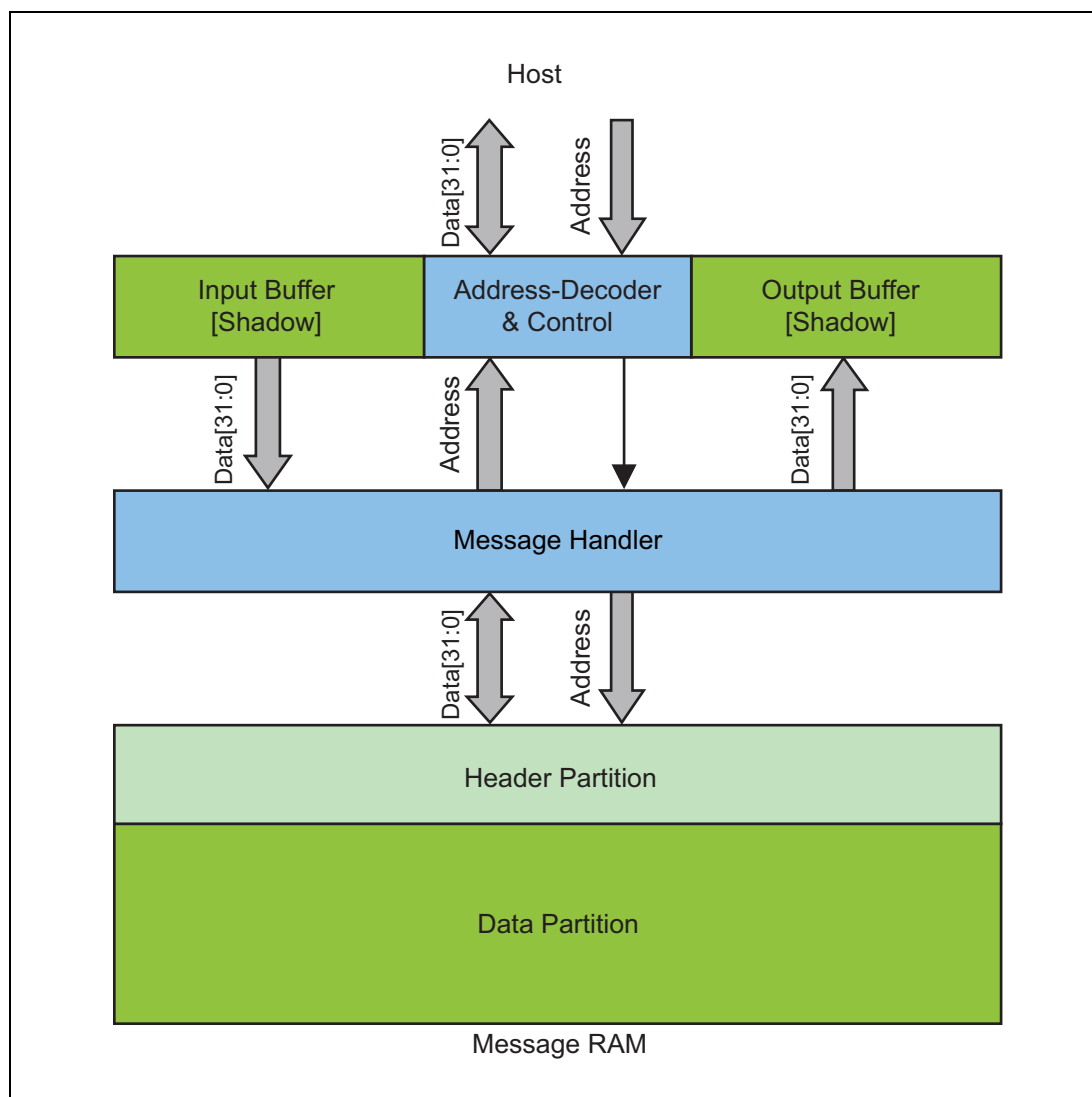 Host
Data[31:0]
Address
Input Buffer
[Shadow]
Address-Decoder
& Control
Output Buffer
[Shadow]
Data[31:0]
Address
Data[31:0]
Message Handler
Data[31:0]
Address
Header Partition
Data Partition
Message RAM